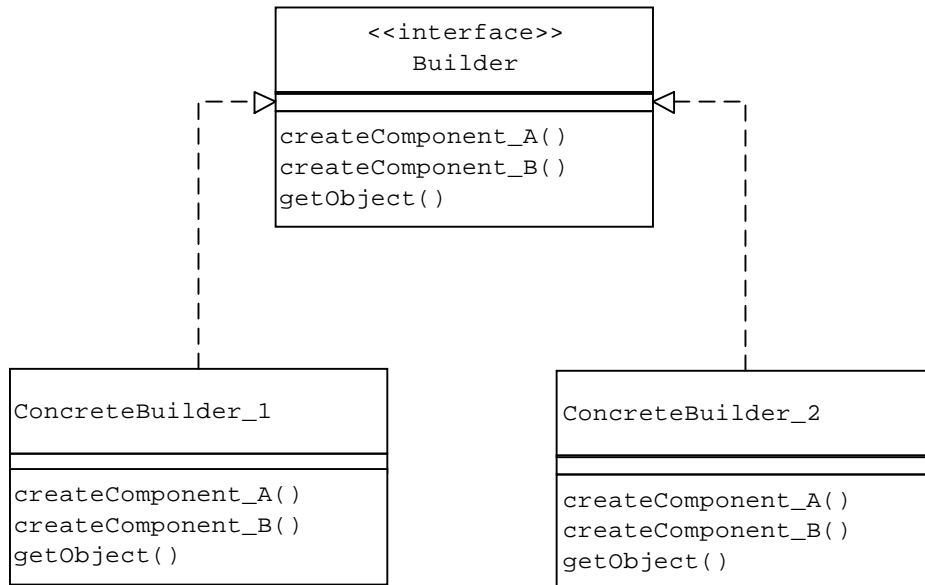 <<interface>>
Builder
createComponent_A()
createComponent_B()
getObject()
ConcreteBuilder_1
createComponent_A()
createComponent_B()
getObject()
ConcreteBuilder_2
createComponent_A()
createComponent_B()
getObject()